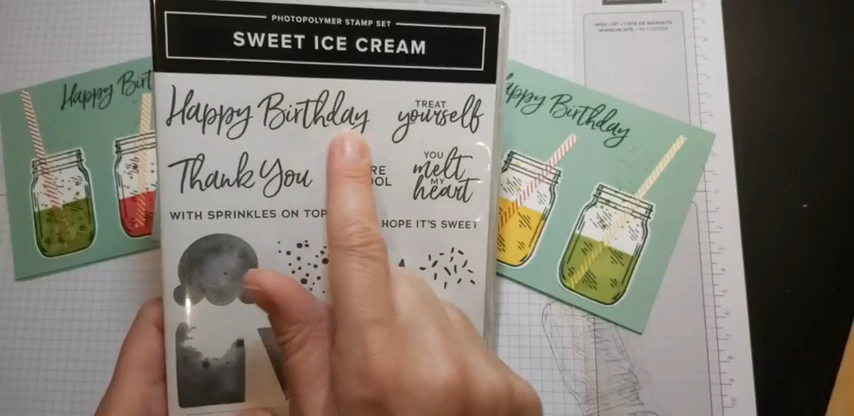 PHOTOPOLYMER STAMP SET
SWEET ICE CREAM
Happy Birthday
TREAT
yourself
Thank You
YOU
melt
MY
heart
WITH SPRINKLES ON TOP
HOPE IT'S SWEET
Happy
Birthday